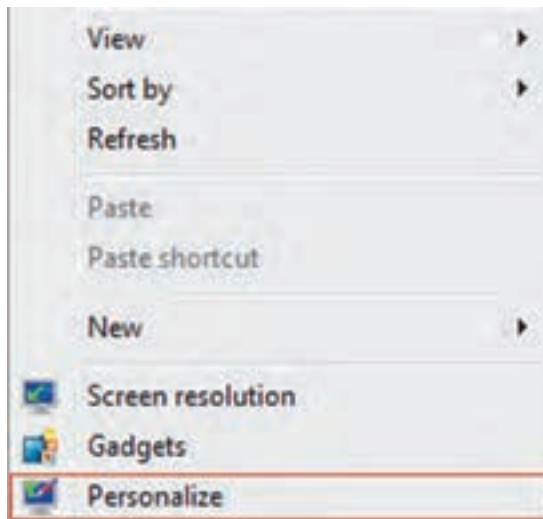 View
Sort by
Refresh
Paste
Paste shortcut
New
Screen resolution
Gadgets
Personalize